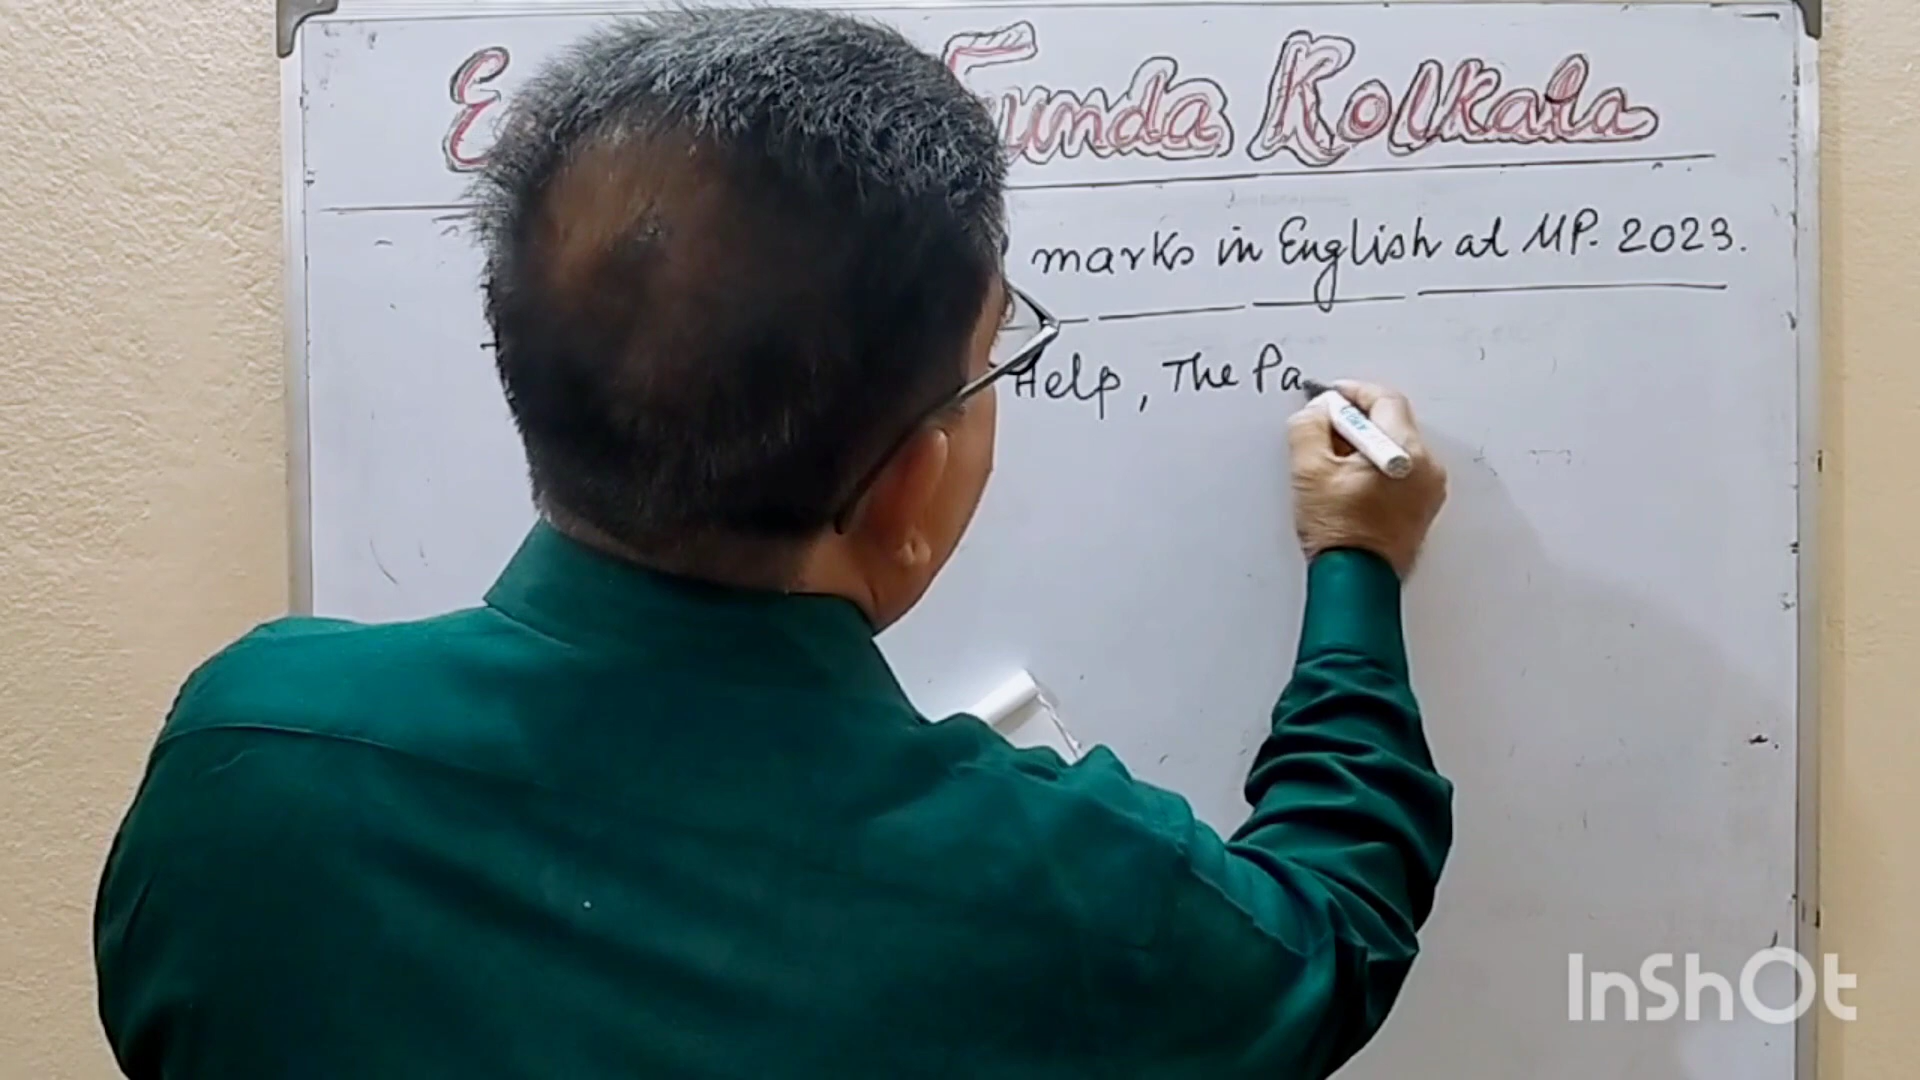 Funda Kolkata
marks in English at MP. 2023.
Help, The Pa
InShOt